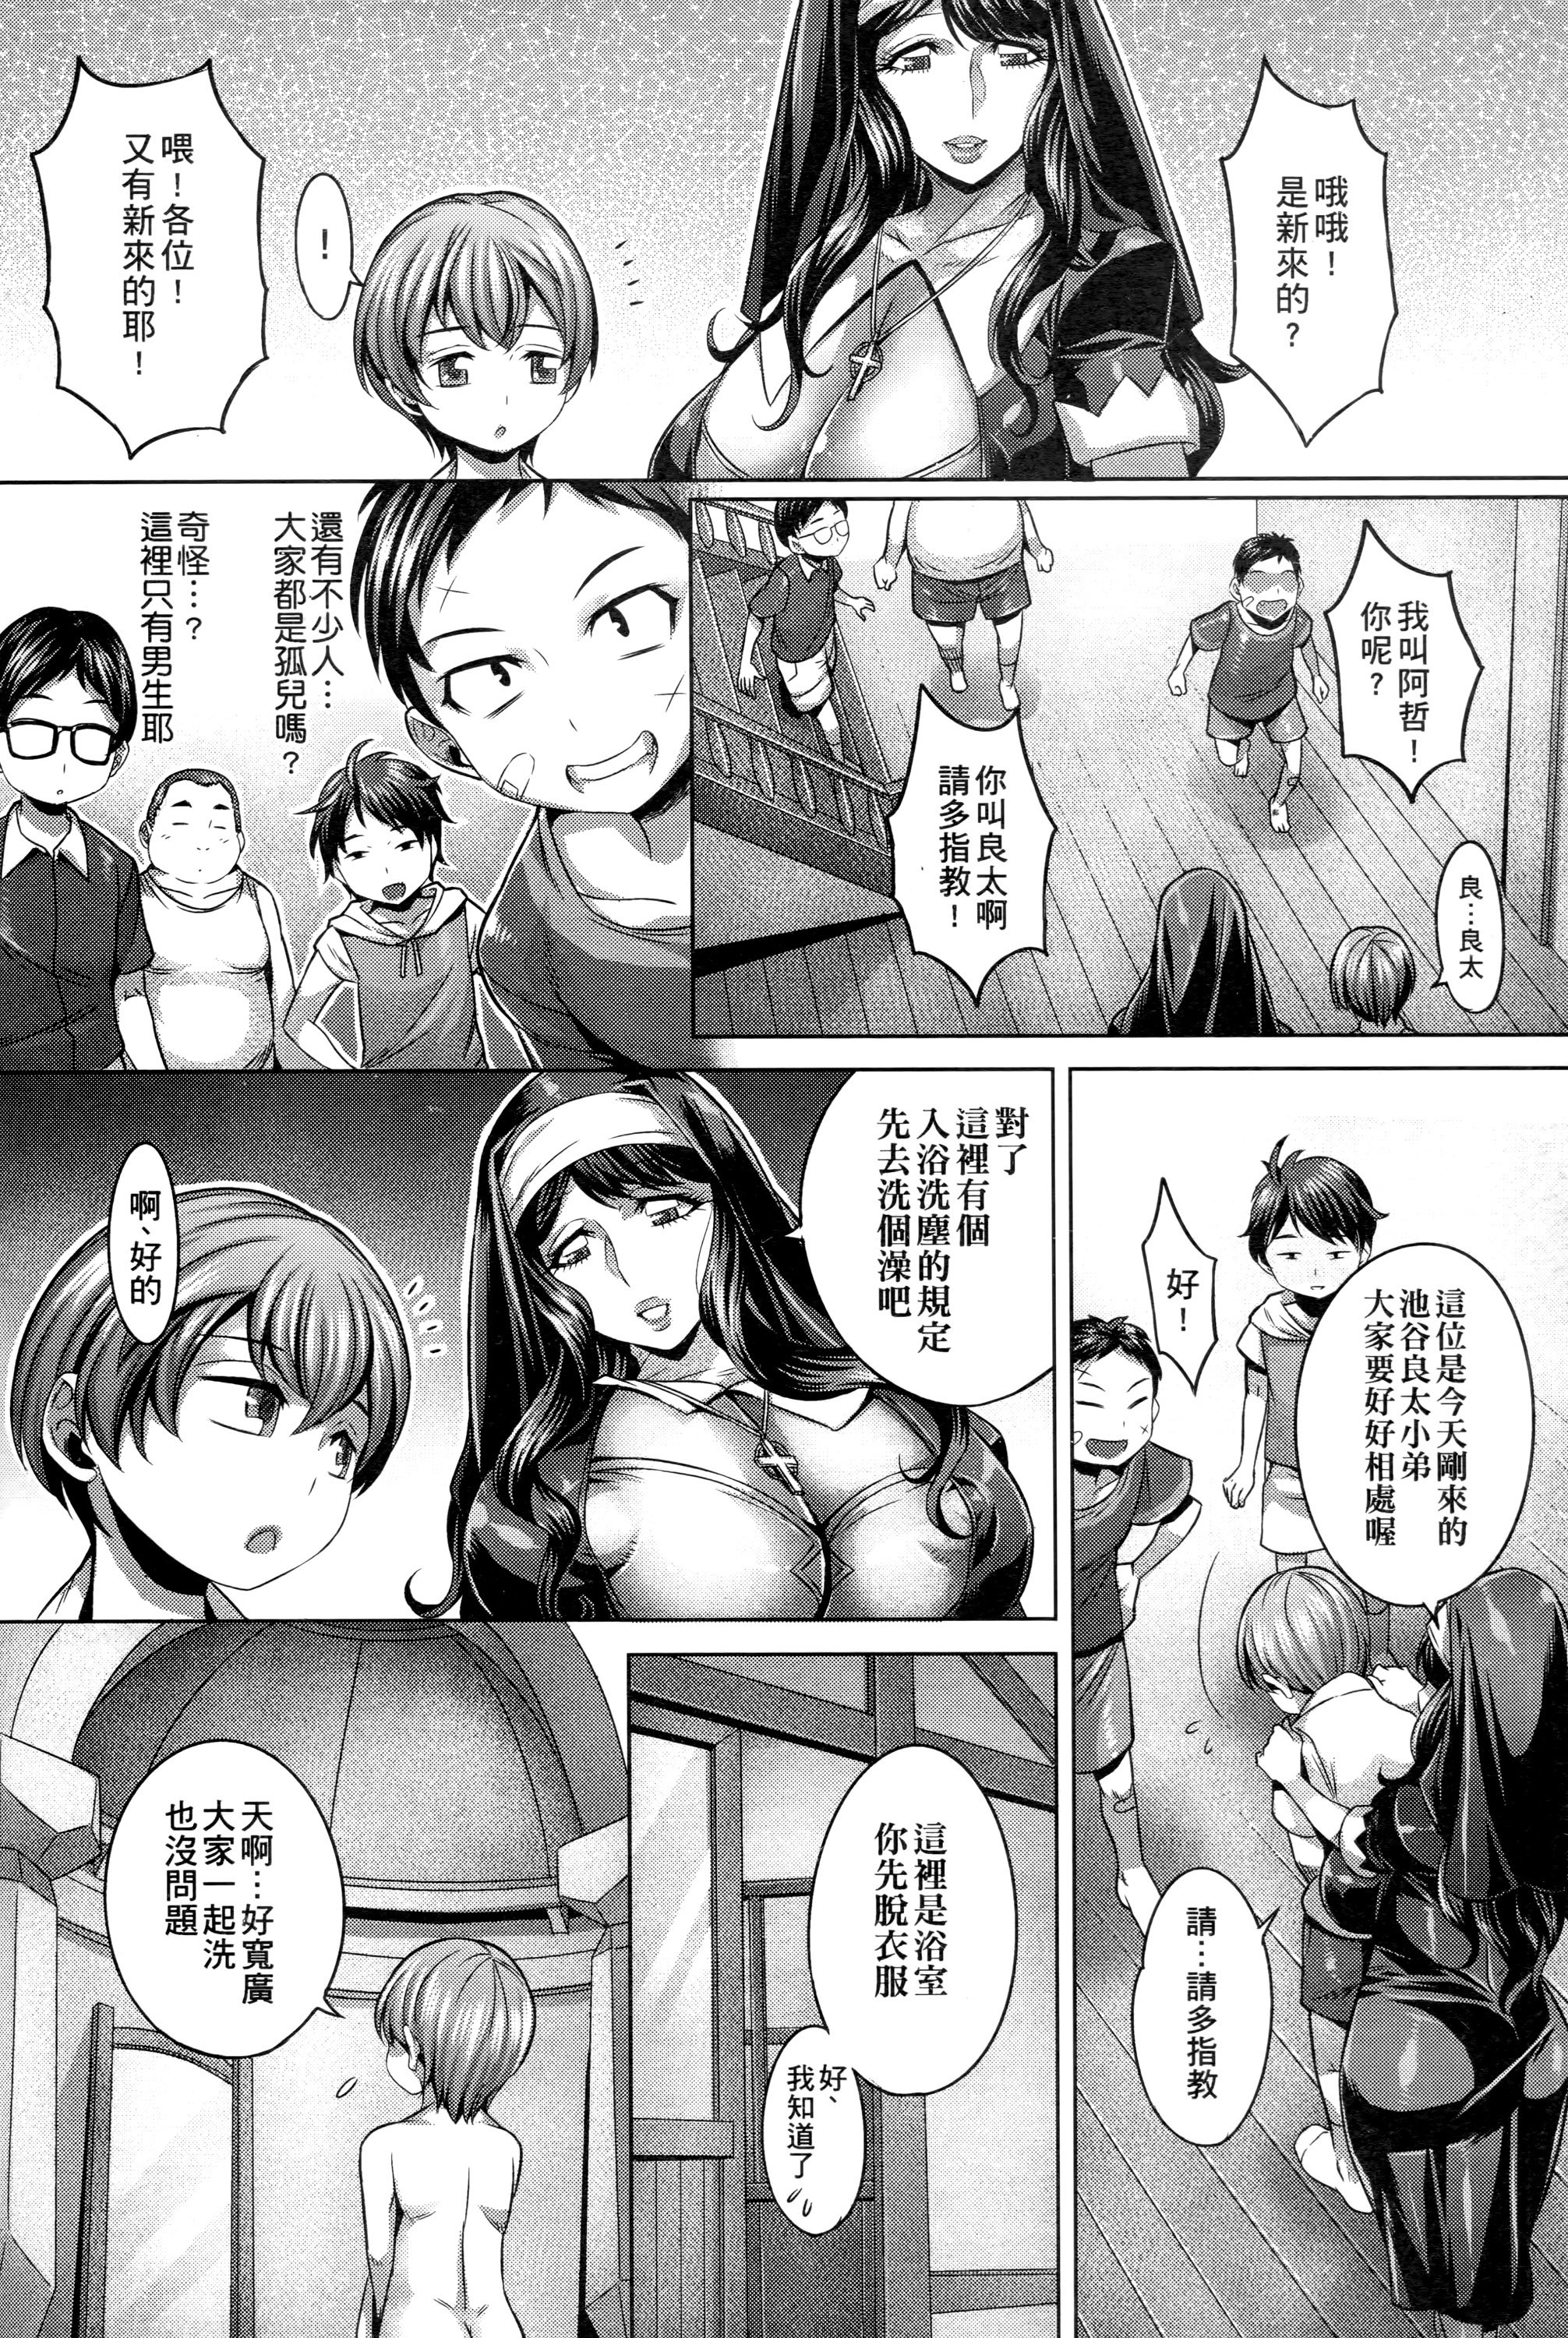 哦哦！
是新來的？
！
喂！各位！
又有新來的耶！
我叫阿哲！
你呢？
良…良太
你叫良太啊
請多指教！
還有不少人…
大家都是孤兒嗎？
奇怪…？
這裡只有男生耶
這位是今天剛來的
池谷良太小弟
大家要好好相處喔
好！
請…請多指教
對了
這裡有個
入浴洗塵的規定
先去洗個澡吧
啊、好的
這裡是浴室
你先脫衣服
好、
我知道了
天啊…好寬廣
大家一起洗
也沒問題